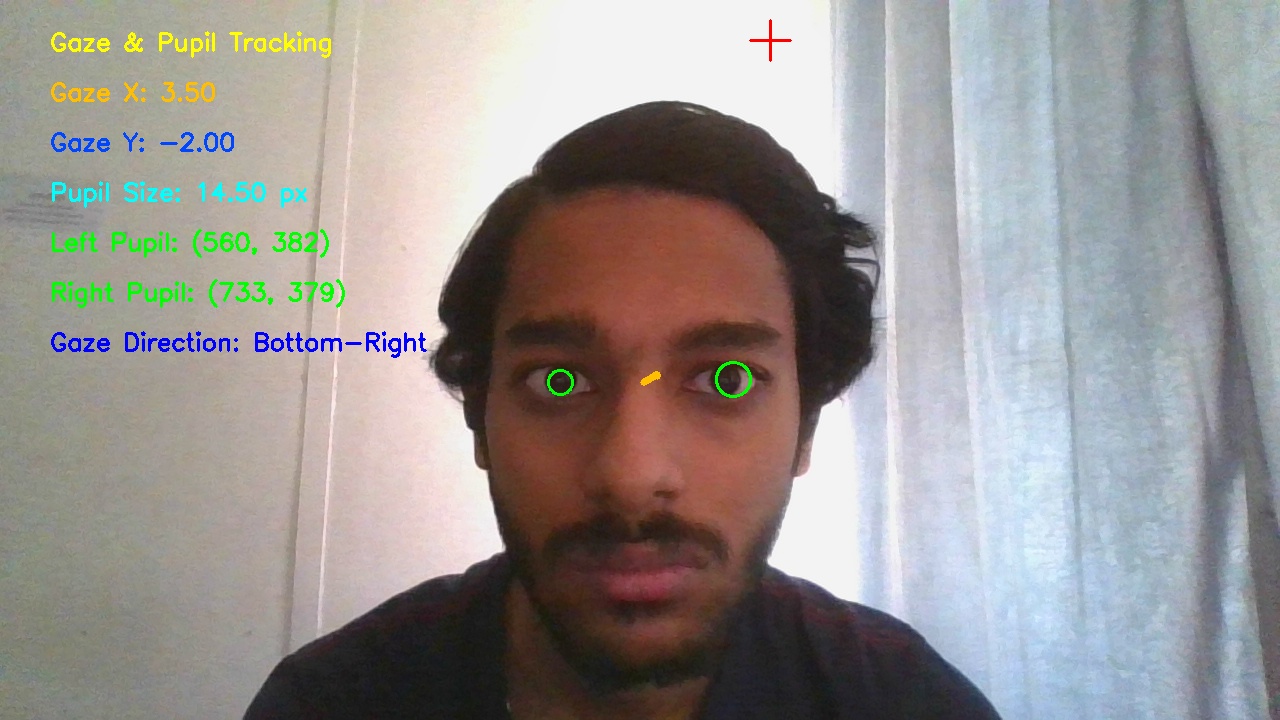 Gaze & Pupil Tracking
Gaze X: 3.50
Gaze Y: -2.00
Pupil Size: 14.50 px
Left Pupil: (560, 382)
Right Pupil: (733, 379)
Gaze Direction: Bottom-Right